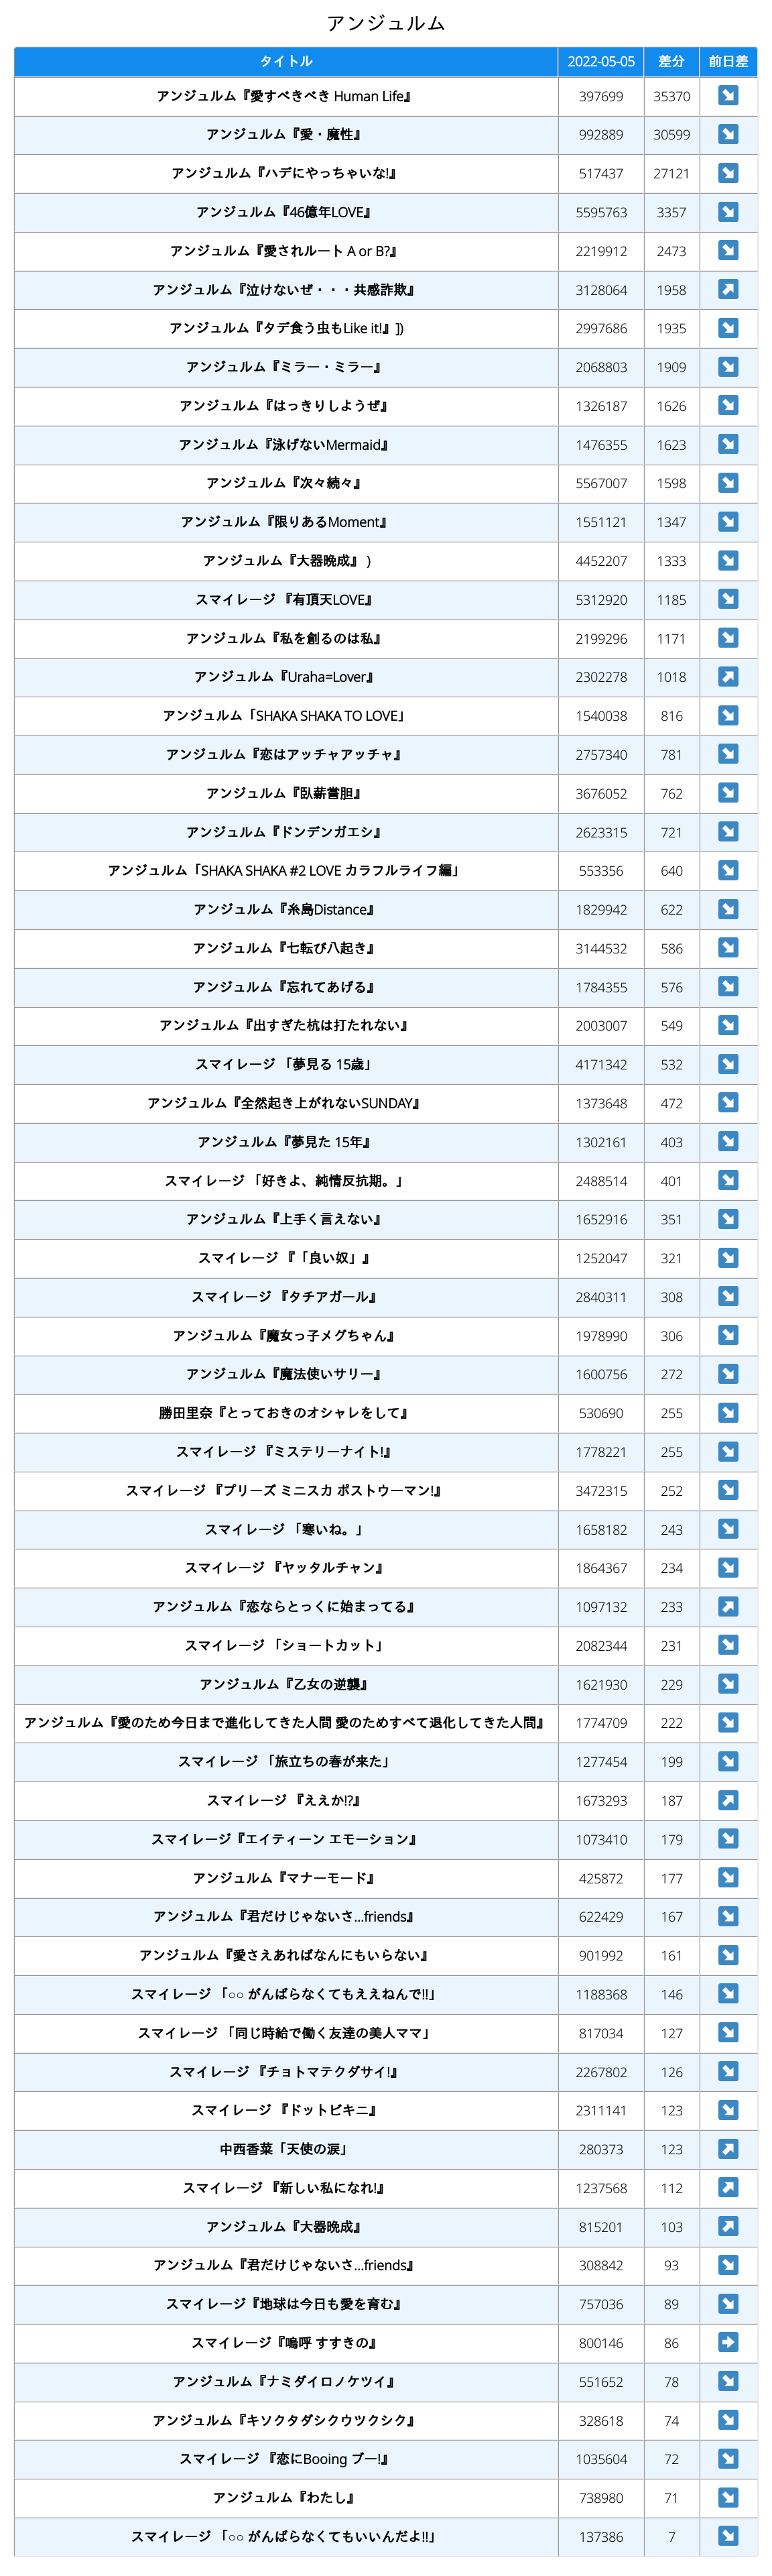 アンジュルム
タイトル 2022-05-05 差分 前日差
アンジュルム『愛すべきべき Human Life』 397699 35370 ↘
アンジュルム『愛・魔性』 992889 30599 ↘
アンジュルム『ハデにやっちゃいな!』 517437 27121 ↘
アンジュルム『46億年LOVE』 5595763 3357 ↘
アンジュルム『愛されルート A or B?』 2219912 2473 ↘
アンジュルム『泣けないぜ・・・共感詐欺』 3128064 1958 ↗
アンジュルム『タデ食う虫もLike it!』]) 2997686 1935 ↘
アンジュルム『ミラー・ミラー』 2068803 1909 ↘
アンジュルム『はっきりしようぜ』 1326187 1626 ↘
アンジュルム『泳げないMermaid』 1476355 1623 ↘
アンジュルム『次々続々』 5567007 1598 ↘
アンジュルム『限りあるMoment』 1551121 1347 ↘
アンジュルム『大器晩成』 ) 4452207 1333 ↘
スマイレージ 『有頂天LOVE』 5312920 1185 ↘
アンジュルム『私を創るのは私』 2199296 1171 ↘
アンジュルム『Uraha=Lover』 2302278 1018 ↗
アンジュルム「SHAKA SHAKA TO LOVE」 1540038 816 ↘
アンジュルム『恋はアッチャアッチャ』 2757340 781 ↘
アンジュルム『臥薪嘗胆』 3676052 762 ↘
アンジュルム『ドンデンガエシ』 2623315 721 ↘
アンジュルム「SHAKA SHAKA #2 LOVE カラフルライフ編」 553356 640 ↘
アンジュルム『糸島Distance』 1829942 622 ↘
アンジュルム『七転び八起き』 3144532 586 ↘
アンジュルム『忘れてあげる』 1784355 576 ↘
アンジュルム『出すぎた杭は打たれない』 2003007 549 ↘
スマイレージ 「夢見る 15歳」 4171342 532 ↘
アンジュルム『全然起き上がれないSUNDAY』 1373648 472 ↘
アンジュルム『夢見た 15年』 1302161 403 ↘
スマイレージ 「好きよ、純情反抗期。」 2488514 401 ↘
アンジュルム『上手く言えない』 1652916 351 ↘
スマイレージ 『「良い奴」』 1252047 321 ↘
スマイレージ 『タチアガール』 2840311 308 ↘
アンジュルム『魔女っ子メグちゃん』 1978990 306 ↘
アンジュルム『魔法使いサリー』 1600756 272 ↘
勝田里奈『とっておきのオシャレをして』 530690 255 ↘
スマイレージ 『ミステリーナイト!』 1778221 255 ↘
スマイレージ 『プリーズ ミニスカ ポストウーマン!』 3472315 252 ↘
スマイレージ 「寒いね。」 1658182 243 ↘
スマイレージ 『ヤッタルチャン』 1864367 234 ↘
アンジュルム『恋ならとっくに始まってる』 1097132 233 ↗
スマイレージ 「ショートカット」 2082344 231 ↘
アンジュルム『乙女の逆襲』 1621930 229 ↘
アンジュルム『愛のため今日まで進化してきた人間 愛のためすべて退化してきた人間』 1774709 222 ↘
スマイレージ 「旅立ちの春が来た」 1277454 199 ↘
スマイレージ 『ええか!?』 1673293 187 ↗
スマイレージ『エイティーン エモーション』 1073410 179 ↘
アンジュルム『マナーモード』 425872 177 ↘
アンジュルム『君だけじゃないさ...friends』 622429 167 ↘
アンジュルム『愛さえあればなんにもいらない』 901992 161 ↘
スマイレージ 「○○ がんばらなくてもええねんで!!」 1188368 146 ↘
スマイレージ 「同じ時給で働く友達の美人ママ」 817034 127 ↘
スマイレージ 『チョトマテクダサイ!』 2267802 126 ↘
スマイレージ 『ドットビキニ』 2311141 123 ↘
中西香菜「天使の涙」 280373 123 ↗
スマイレージ 『新しい私になれ!』 1237568 112 ↗
アンジュルム『大器晩成』 815201 103 ↗
アンジュルム『君だけじゃないさ...friends』 308842 93 ↘
スマイレージ『地球は今日も愛を育む』 757036 89 ↘
スマイレージ『嗚呼 すすきの』 800146 86 ➡
アンジュルム『ナミダイロノケツイ』 551652 78 ↘
アンジュルム『キソクタダシクウツクシク』 328618 74 ↘
スマイレージ 『恋にBooing ブー!』 1035604 72 ↘
アンジュルム『わたし』 738980 71 ↘
スマイレージ 「○○ がんばらなくてもいいんだよ!!」 137386 7 ↘